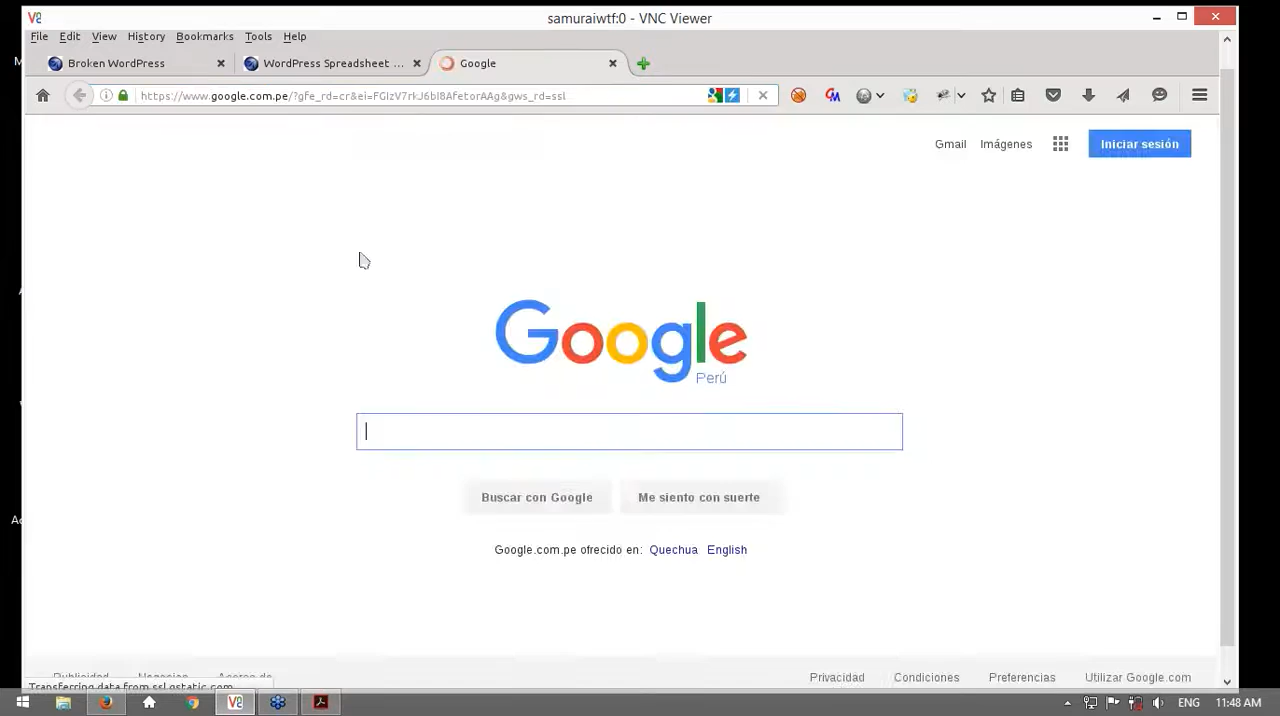 samuraiwtf:0 - VNC Viewer
File Edit View History Bookmarks Tools Help
Broken WordPress
WordPress Spreadsheet ...
Google
https://www.google.com.pe/?gfe_rd=cr&ei=FGIzV7rkJ6bI8AfetorAAg&gws_rd=ssl
Gmail Imágenes Iniciar sesión
Google
Perú
Buscar con Google Me siento con suerte
Google.com.pe ofrecido en: Quechua English
Privacidad Condiciones Preferencias Utilizar Google.com
Transferring data from ssl.gstatic.com...
ENG 11:48 AM